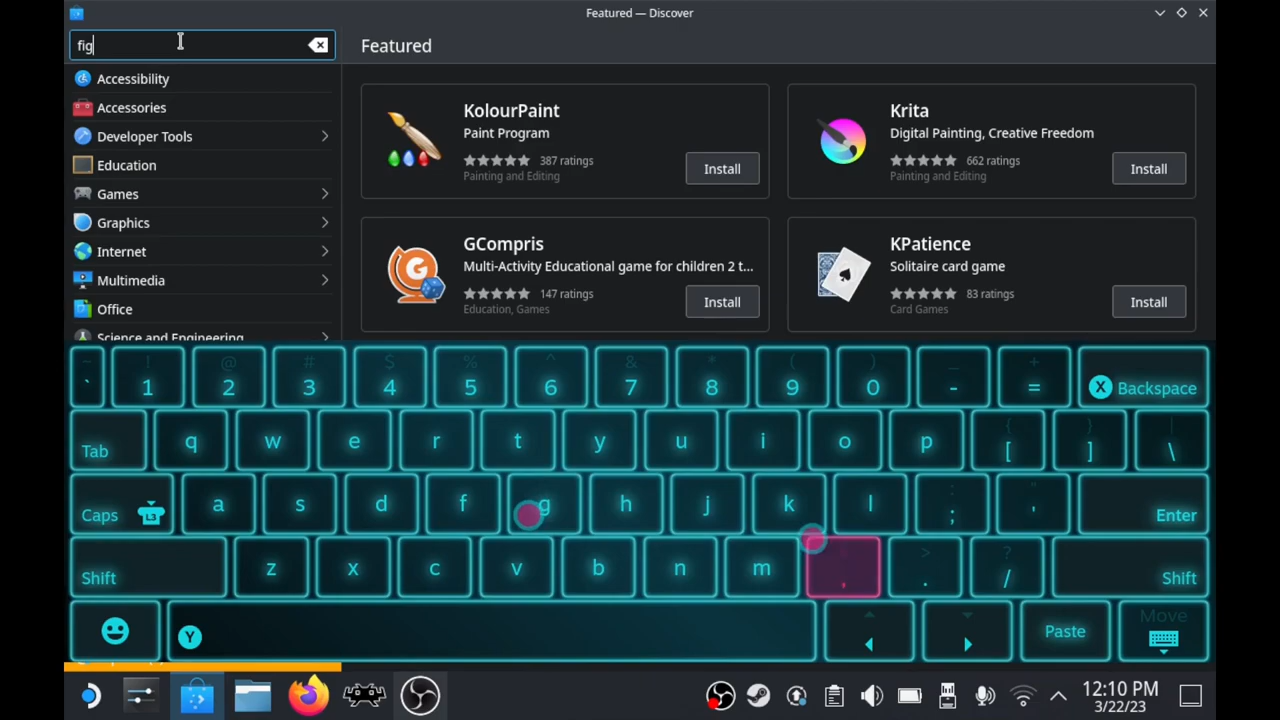 Featured — Discover
fig
Featured
Accessibility
Accessories
Developer Tools
Education
Games
Graphics
Internet
Multimedia
Office
Science and Engineering
KolourPaint
Paint Program
387 ratings
Painting and Editing
Install
Krita
Digital Painting, Creative Freedom
662 ratings
Painting and Editing
Install
GCompris
Multi-Activity Educational game for children 2 t...
147 ratings
Education, Games
Install
KPatience
Solitaire card game
83 ratings
Card Games
Install
~ ! @ # $ % ^ & * ( ) _ +
` 1 2 3 4 5 6 7 8 9 0 - = X Backspace
{ } |
Tab q w e r t y u i o p [ ] \
: "
Caps L3 a s d f g h j k l ; ' Enter
> ?
Shift z x c v b n m , . / Shift
Y Paste Move
12:10 PM
3/22/23